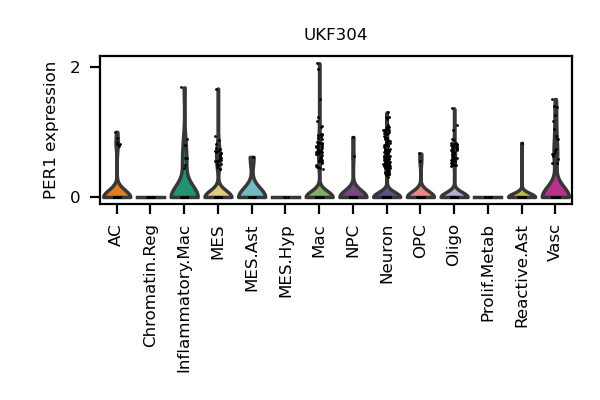 UKF304
PER1 expression
2
0
AC
Chromatin.Reg
Inflammatory.Mac
MES
MES.Ast
MES.Hyp
Mac
NPC
Neuron
OPC
Oligo
Prolif.Metab
Reactive.Ast
Vasc